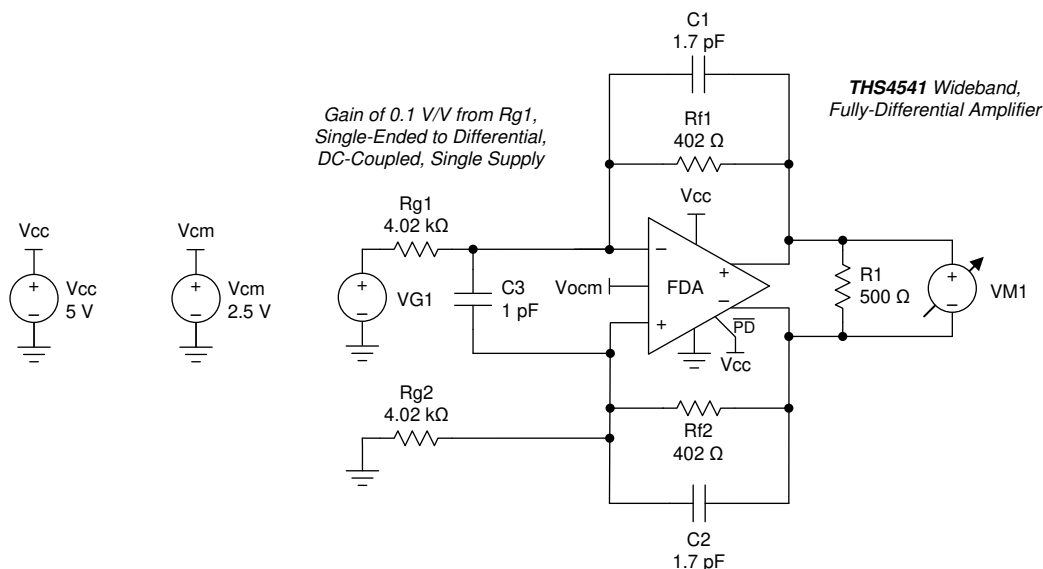 C1
1.7 pF
THS4541 Wideband,
Fully-Differential Amplifier
Gain of 0.1 V/V from Rg1,
Single-Ended to Differential,
DC-Coupled, Single Supply
Rf1
402 Ω
Vcc
Rg1
4.02 kΩ
Vcc
Vcm
+
−
Vcc
5 V
+
−
Vcm
2.5 V
+
−
VG1
C3
1 pF
Vocm
−
+
FDA
+
−
PD
Vcc
R1
500 Ω
+
−
VM1
Rg2
4.02 kΩ
Rf2
402 Ω
C2
1.7 pF